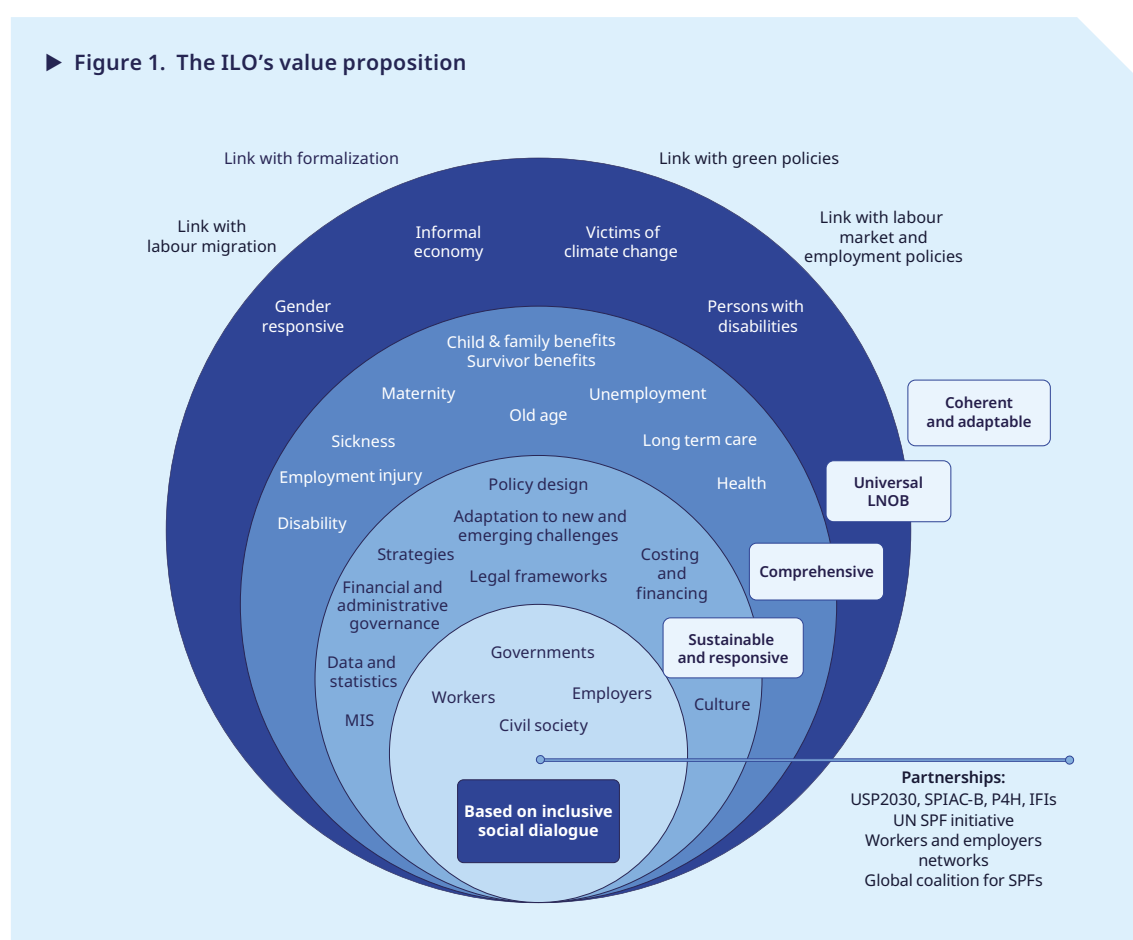 Figure 1. The ILO’s value proposition
Link with formalization
Link with green policies
Link with
labour migration
Link with labour
market and
employment policies
Informal
economy
Victims of
climate change
Gender
responsive
Persons with
disabilities
Child & family benefits
Survivor benefits
Maternity
Unemployment
Old age
Sickness
Long term care
Employment injury
Health
Disability
Coherent
and adaptable
Universal
LNOB
Comprehensive
Sustainable
and responsive
Policy design
Adaptation to new and
emerging challenges
Strategies
Costing
and
financing
Legal frameworks
Financial and
administrative
governance
Data and
statistics
MIS
Culture
Governments
Workers
Employers
Civil society
Based on inclusive
social dialogue
Partnerships:
USP2030, SPIAC-B, P4H, IFIs
UN SPF initiative
Workers and employers
networks
Global coalition for SPFs